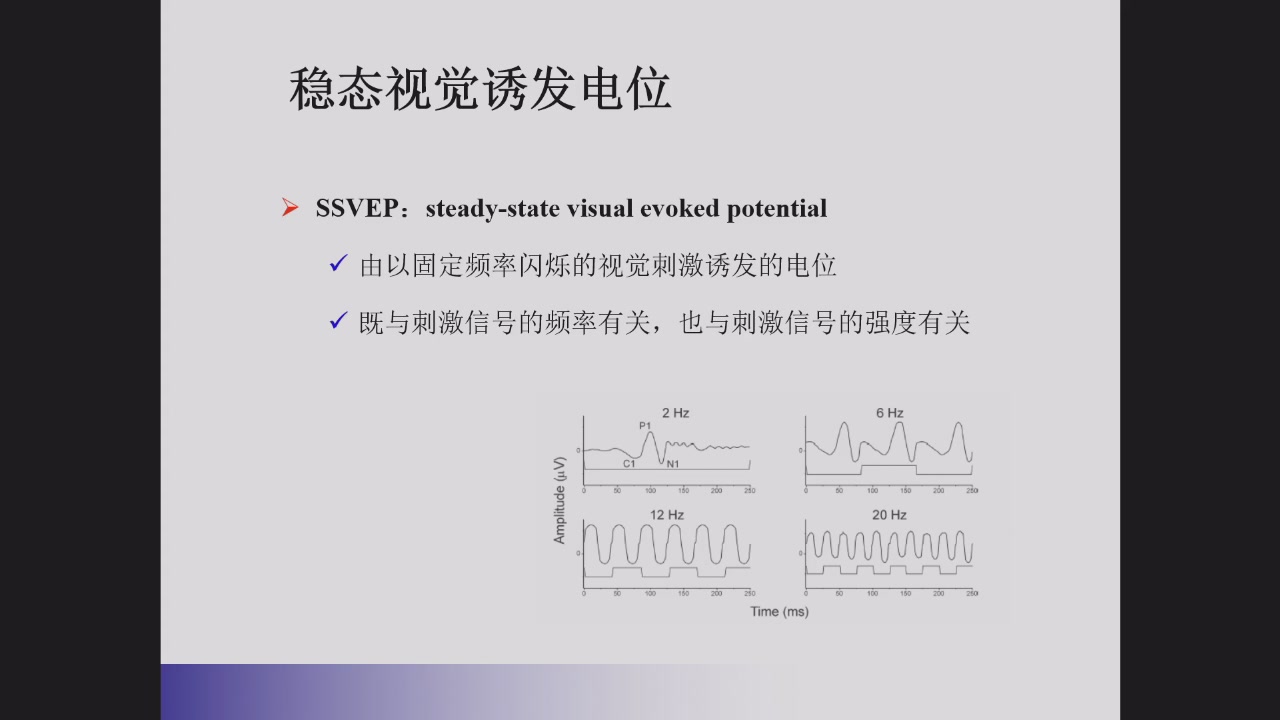 稳态视觉诱发电位
SSVEP：steady-state visual evoked potential
由以固定频率闪烁的视觉刺激诱发的电位
既与刺激信号的频率有关，也与刺激信号的强度有关
2 Hz
P1
0
C1
N1
0 50 100 150 200 250
6 Hz
0
0 50 100 150 200 250
Amplitude (μV)
12 Hz
0
0 50 100 150 200 250
20 Hz
0
0 50 100 150 200 250
Time (ms)